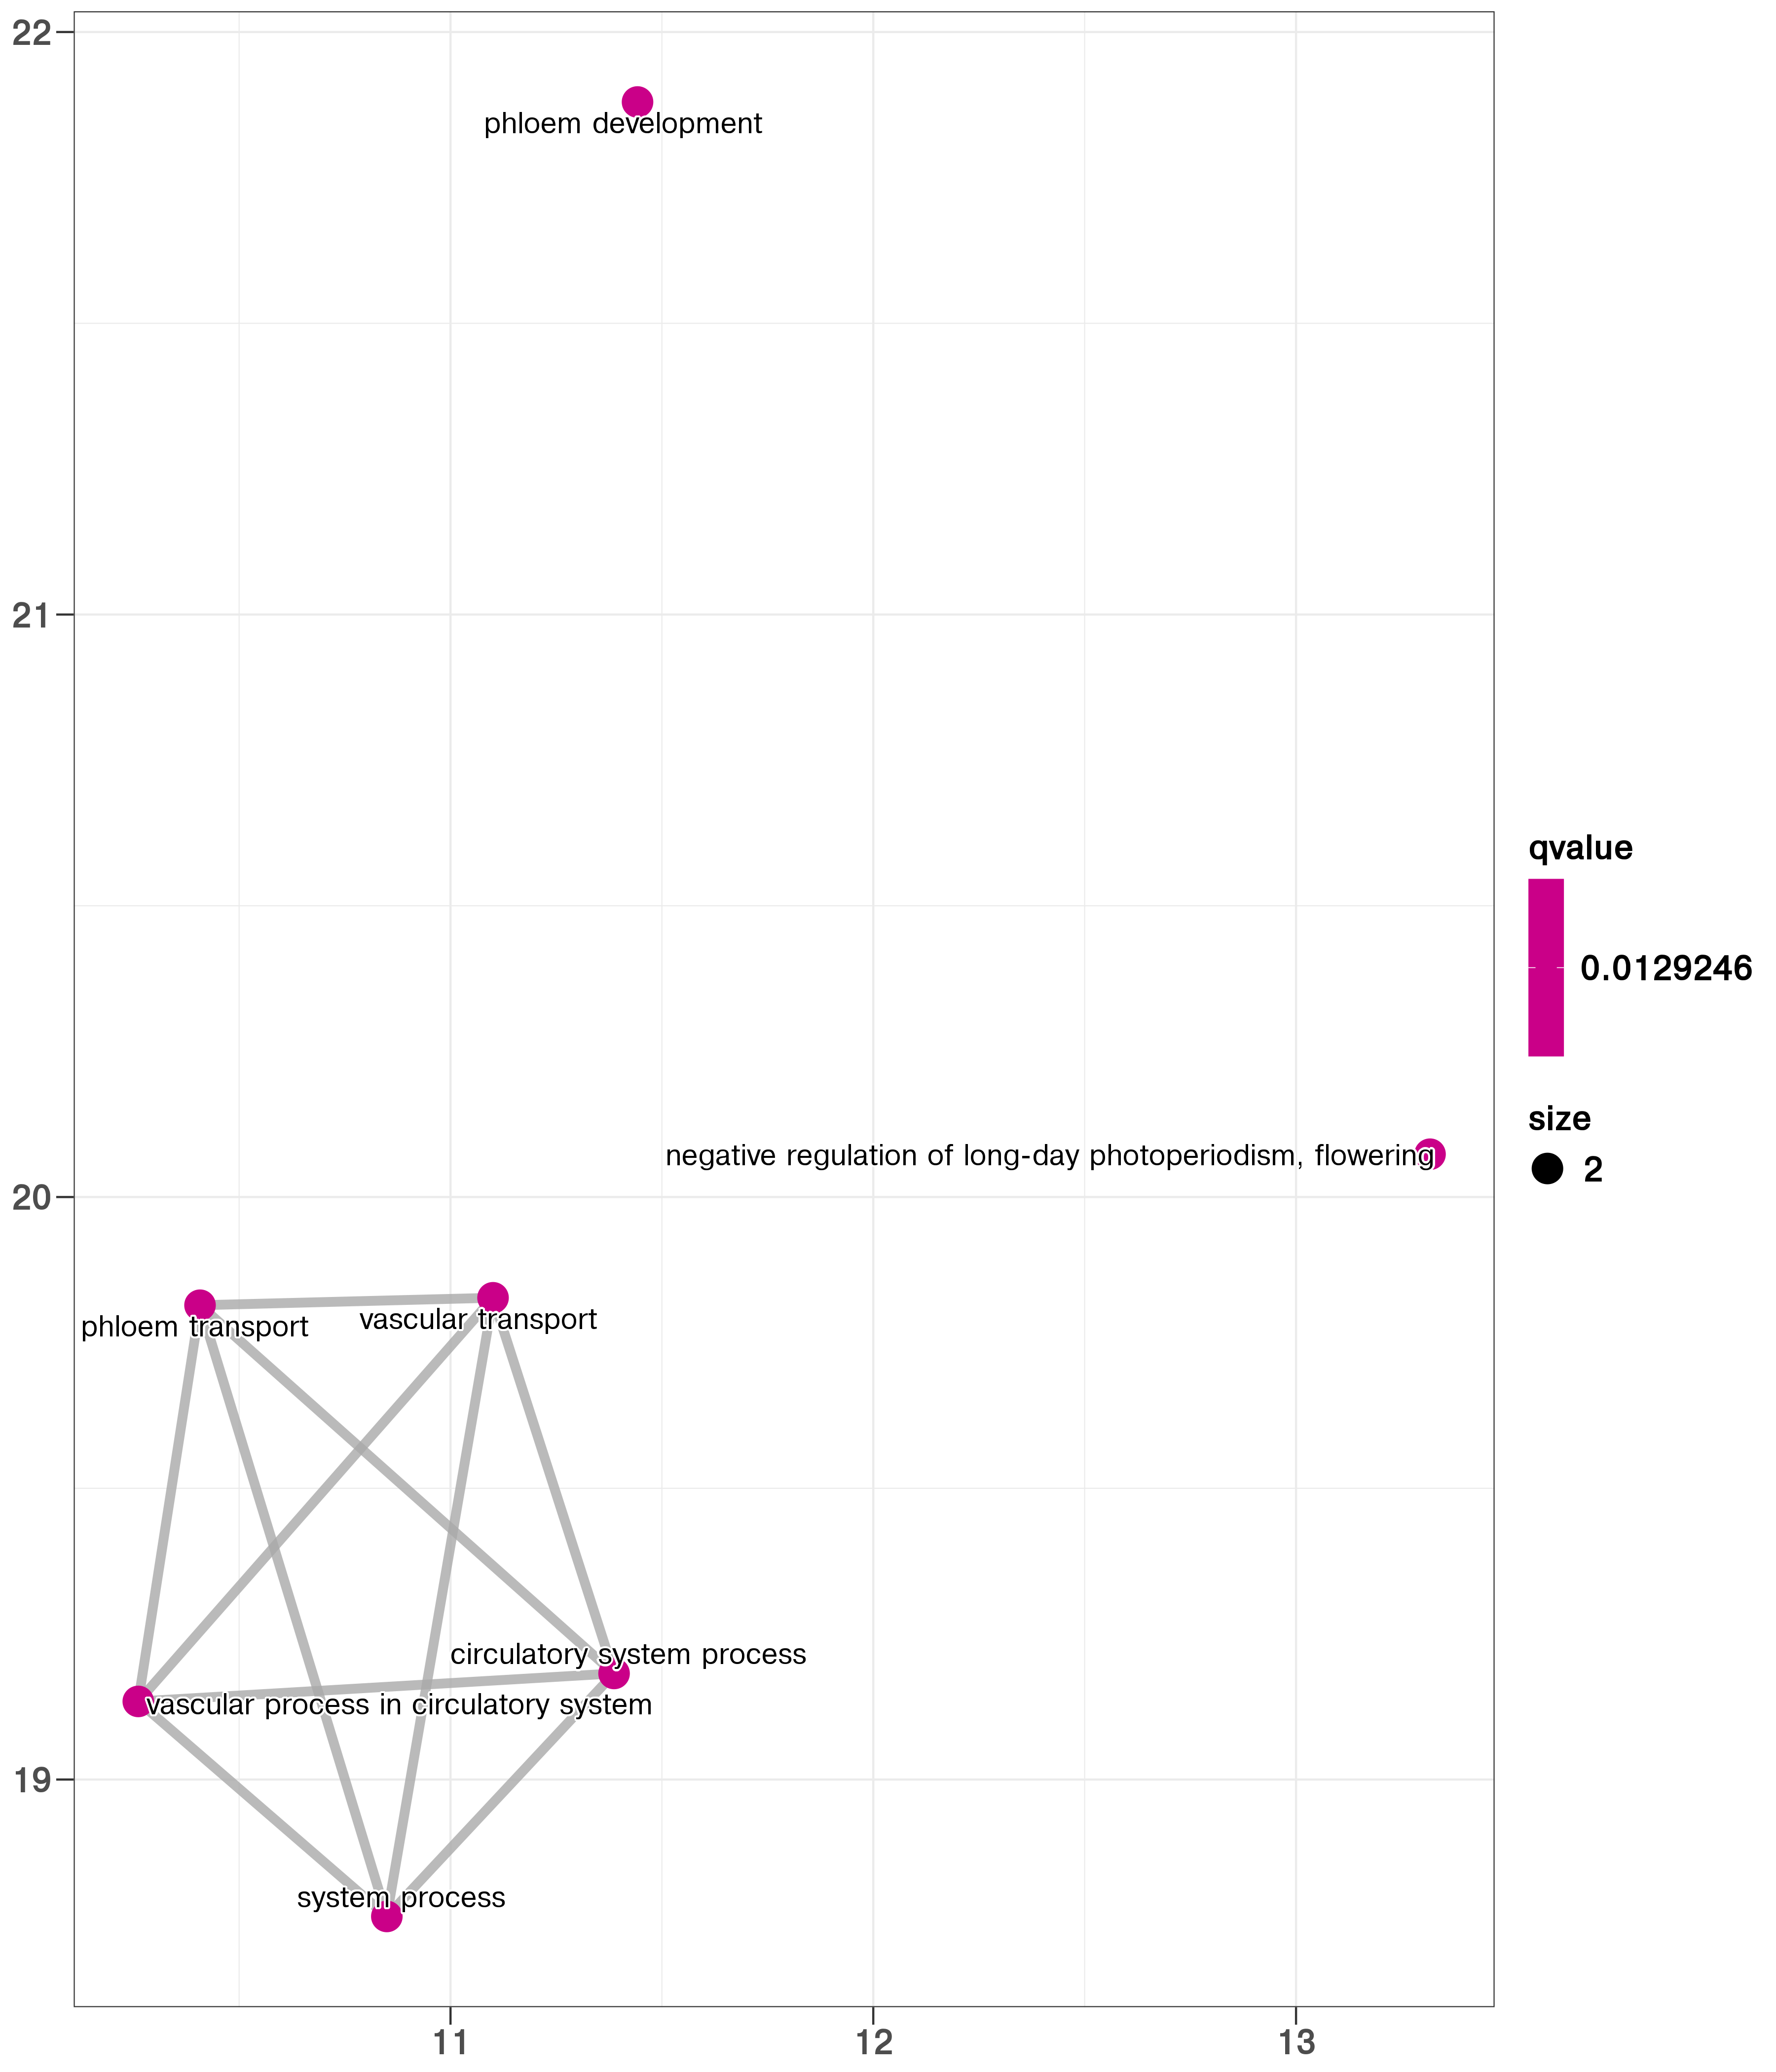 22
phloem development
21
qvalue
0.0129246
size
2
negative regulation of long-day photoperiodism, flowering
20
phloem transport
vascular transport
circulatory system process
vascular process in circulatory system
19
system process
11
12
13